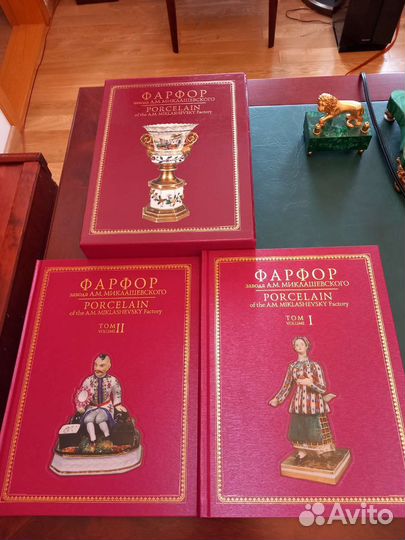 ФАРФОР
завода А.М. МИКЛАШЕВСКОГО
PORCELAIN
of the A.M. MIKLASHEVSKY Factory
ФАРФОР
завода А.М. МИКЛАШЕВСКОГО
PORCELAIN
of the A.M. MIKLASHEVSKY Factory
ТОМ II
VOLUME
ФАРФОР
завода А.М. МИКЛАШЕВСКОГО
PORCELAIN
of the A.M. MIKLASHEVSKY Factory
ТОМ I
VOLUME
Avito